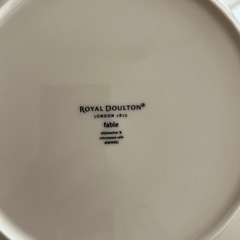 ROYAL DOULTON®
LONDON 1815
fable
dishwasher &
microwave safe